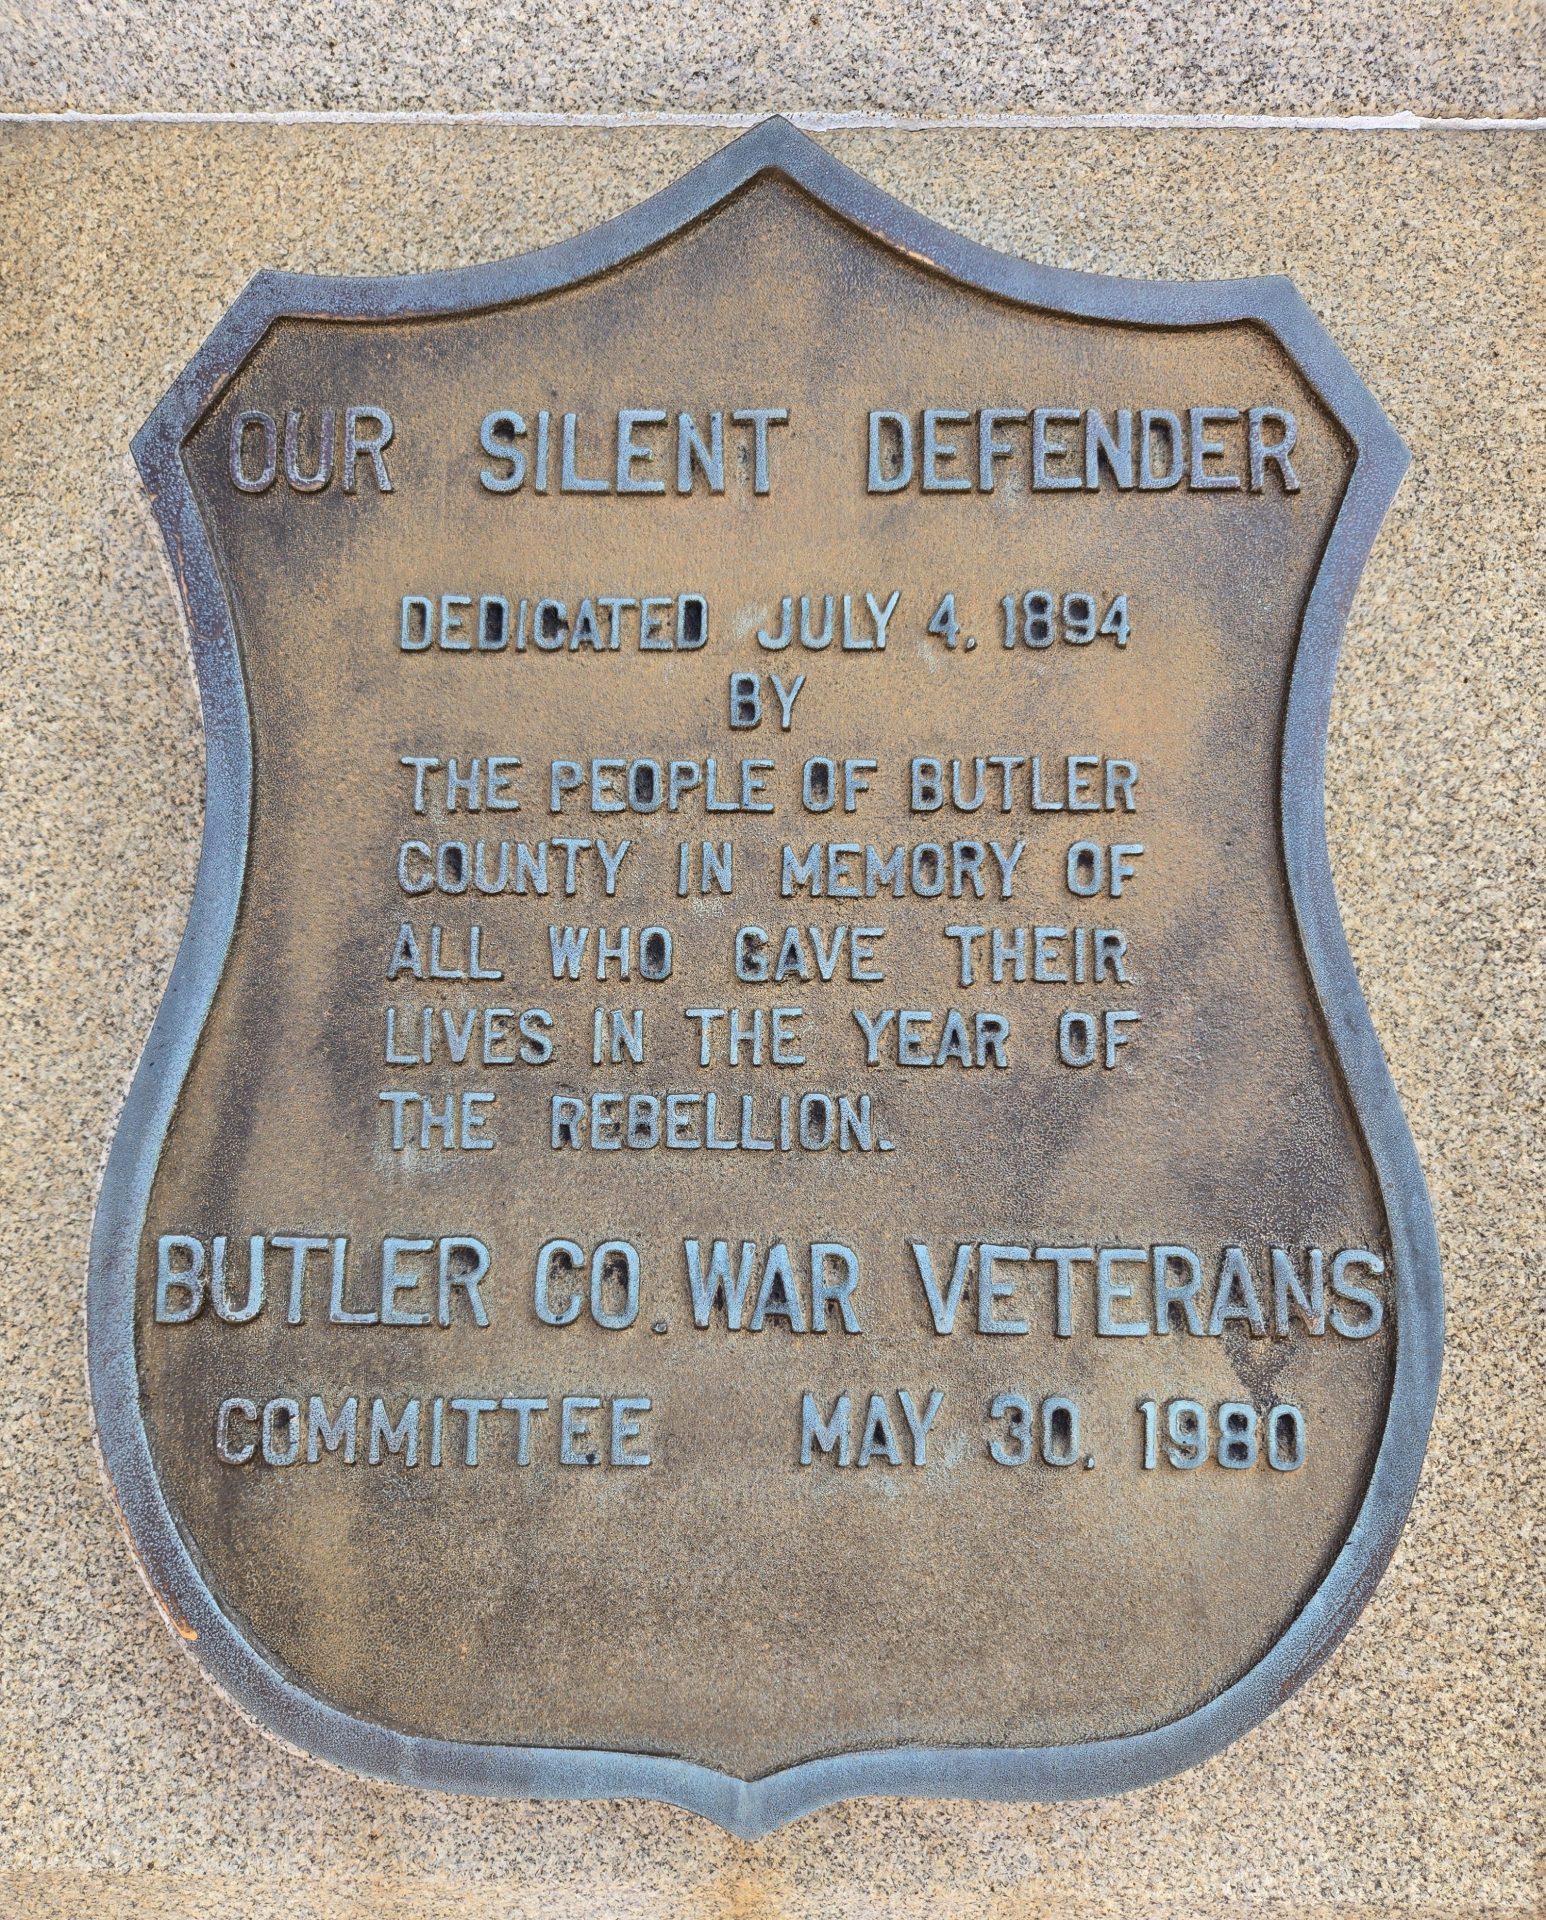 OUR SILENT DEFENDER
DEDICATED JULY 4, 1894
BY
THE PEOPLE OF BUTLER
COUNTY IN MEMORY OF
ALL WHO GAVE THEIR
LIVES IN THE YEAR OF
THE REBELLION.
BUTLER CO. WAR VETERANS
COMMITTEE MAY 30, 1980